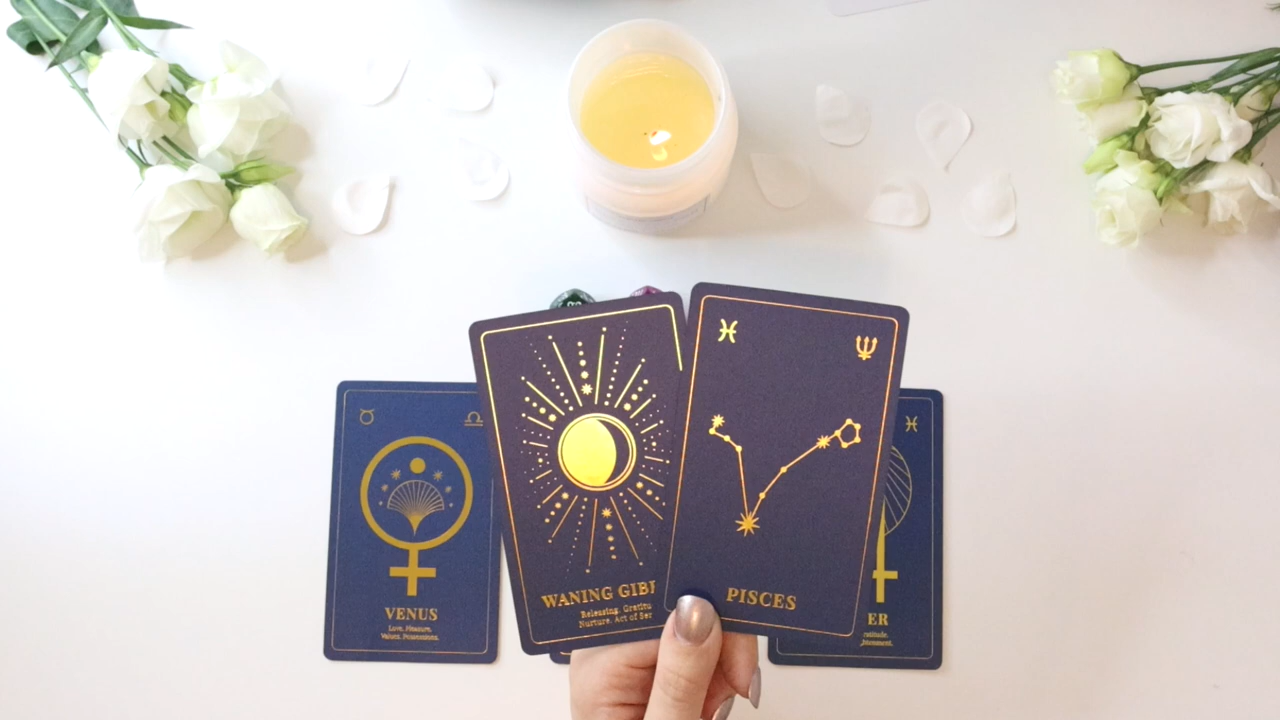 VENUS
Love. Pleasure.
Values. Possessions.
WANING GIBB
Releasing. Gratitu
Nurture. Act of Ser
PISCES
ER